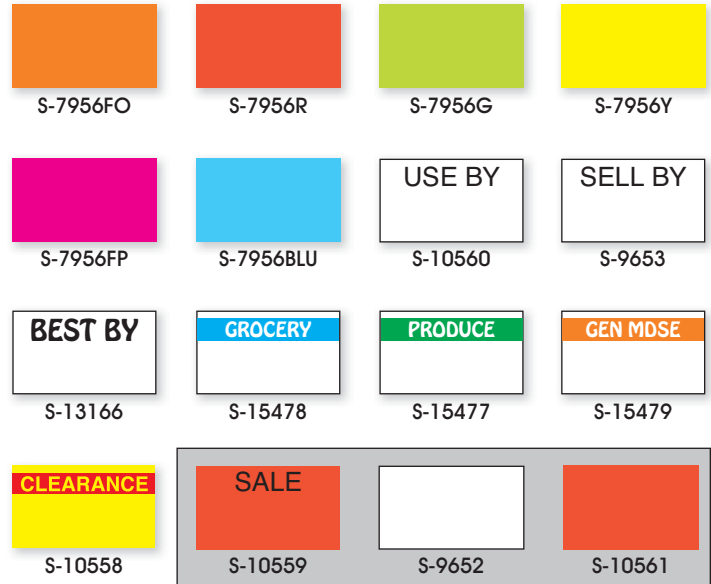 S-7956FO
S-7956R
S-7956G
S-7956Y
S-7956FP
S-7956BLU
USE BY
S-10560
SELL BY
S-9653
BEST BY
S-13166
GROCERY
S-15478
PRODUCE
S-15477
GEN MDSE
S-15479
CLEARANCE
S-10558
SALE
S-10559
S-9652
S-10561